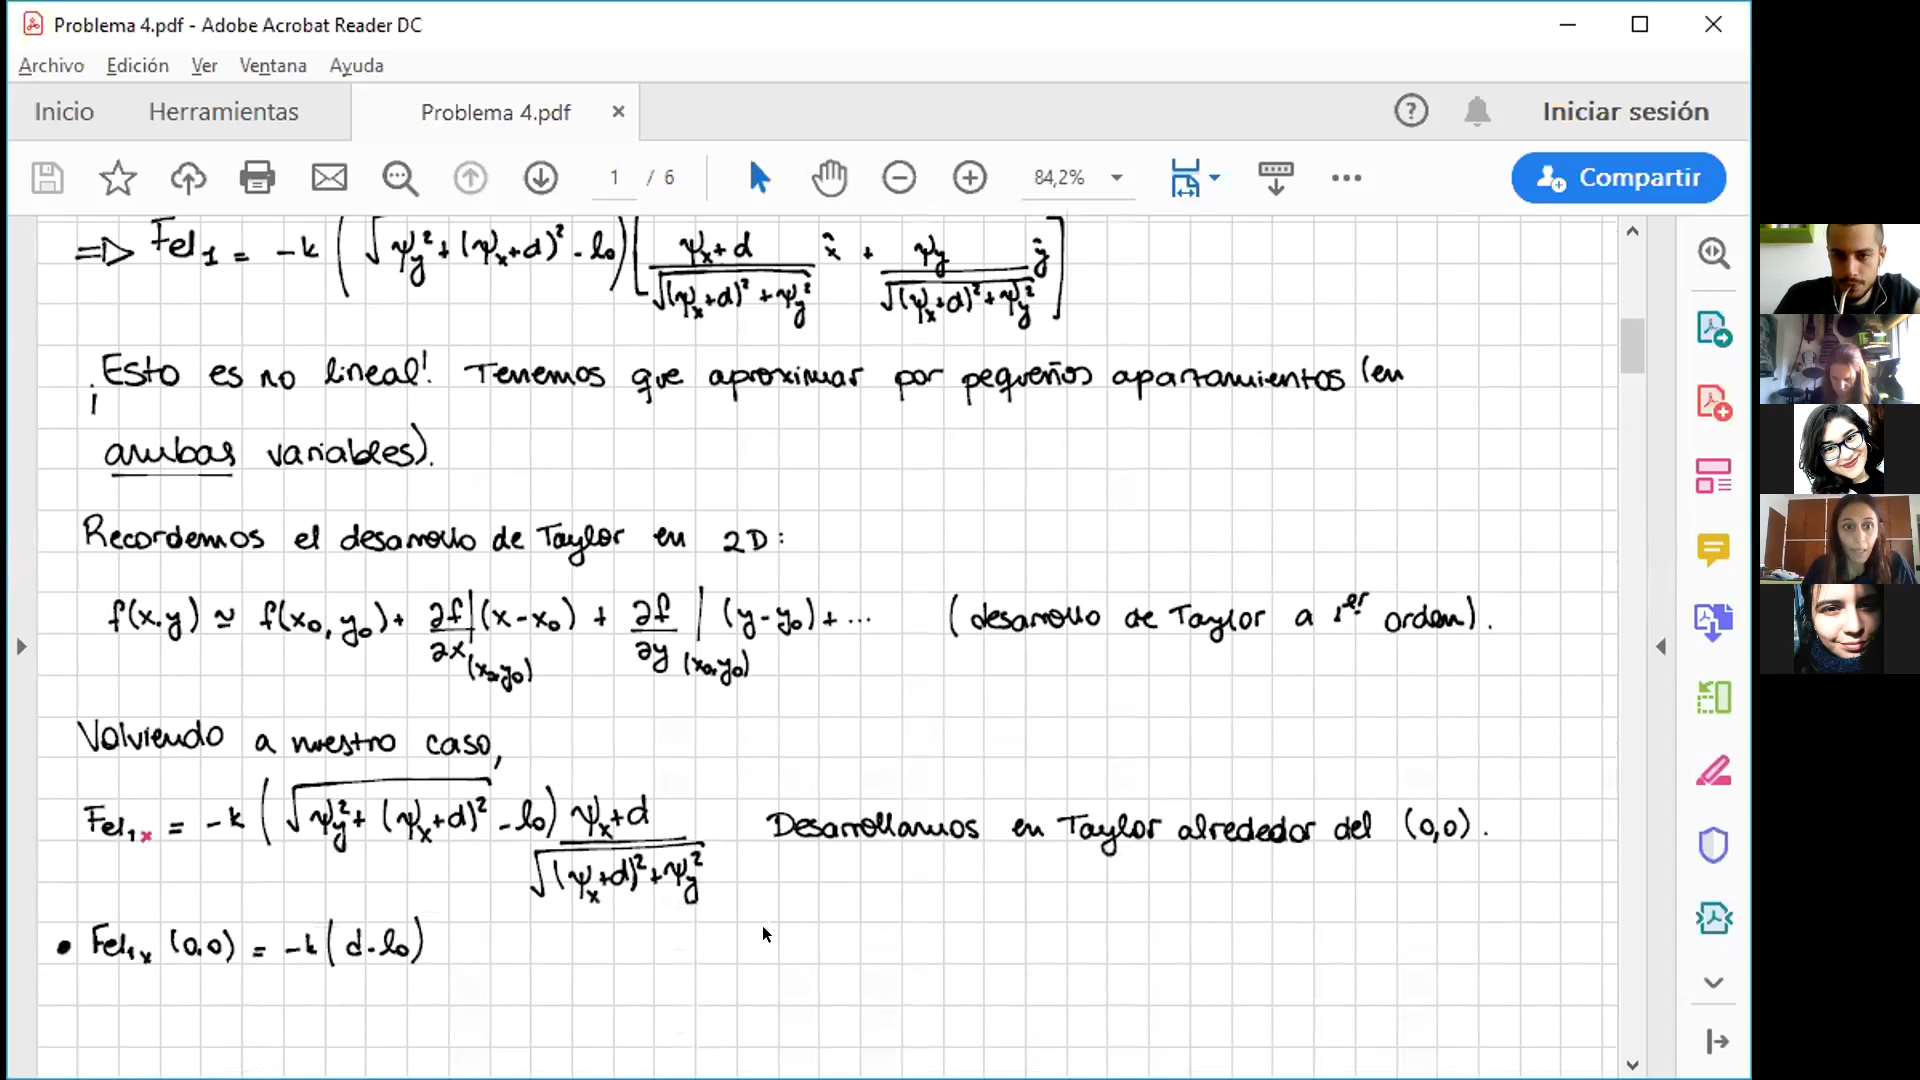 Problema 4.pdf - Adobe Acrobat Reader DC
Archivo Edición Ver Ventana Ayuda
Inicio Herramientas Problema 4.pdf × Iniciar sesión
1 / 6 84,2% Compartir
=> Fel₁ = -k (√(ψy² + (ψx+d)²) - l₀) [ (ψx+d)/√((ψx+d)²+ψy²) x̂ + ψy/√((ψx+d)²+ψy²) ŷ ]
¡Esto es no lineal! Tenemos que aproximar por pequeños apartamientos (en
ambas variables).
Recordemos el desarrollo de Taylor en 2D:
f(x,y) ≃ f(x₀,y₀) + ∂f/∂x|(x₀,y₀) (x-x₀) + ∂f/∂y|(x₀,y₀) (y-y₀) + ... (desarrollo de Taylor a 1er orden).
Volviendo a nuestro caso,
Fel₁x = -k (√(ψy² + (ψx+d)²) - l₀) (ψx+d)/√((ψx+d)²+ψy²) Desarrollamos en Taylor alrededor del (0,0).
• Fel₁x (0,0) = -k (d-l₀)